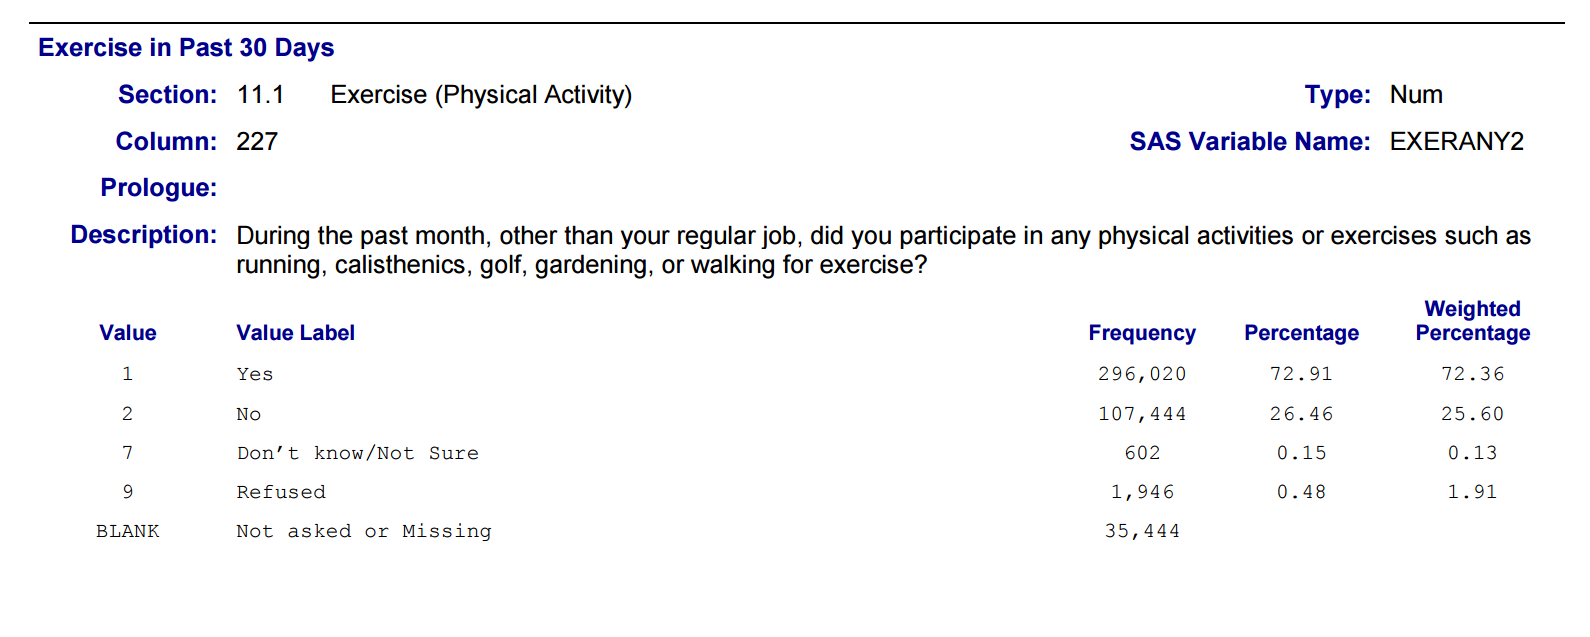 Exercise in Past 30 Days
Section: 11.1 Exercise (Physical Activity) Type: Num
Column: 227 SAS Variable Name: EXERANY2
Prologue:
Description: During the past month, other than your regular job, did you participate in any physical activities or exercises such as
running, calisthenics, golf, gardening, or walking for exercise?
Value Value Label Frequency Percentage Weighted Percentage
1 Yes 296,020 72.91 72.36
2 No 107,444 26.46 25.60
7 Don’t know/Not Sure 602 0.15 0.13
9 Refused 1,946 0.48 1.91
BLANK Not asked or Missing 35,444